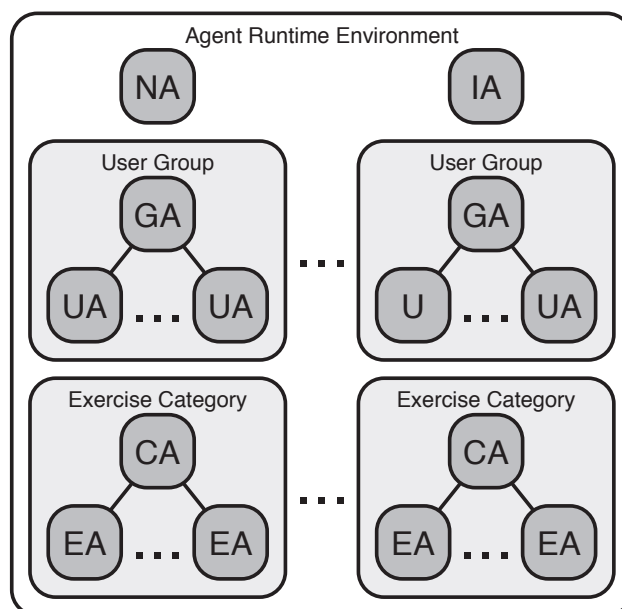 Agent Runtime Environment
NA IA
User Group User Group
GA GA
... 
UA ... UA U ... UA
Exercise Category Exercise Category
CA CA
...
EA ... EA EA ... EA